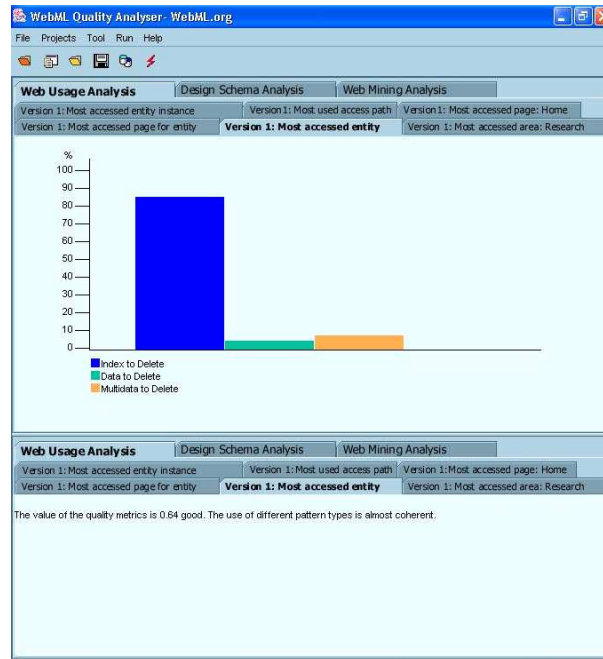 WebML Quality Analyser- WebML.org
File Projects Tool Run Help
Web Usage Analysis Design Schema Analysis Web Mining Analysis
Version 1: Most accessed entity instance Version1: Most used access path Version1: Most accessed page: Home
Version 1: Most accessed page for entity Version 1: Most accessed entity Version 1: Most accessed area: Research
%
100
90
80
70
60
50
40
30
20
10
0
Index to Delete
Data to Delete
Multidata to Delete
Web Usage Analysis Design Schema Analysis Web Mining Analysis
Version 1: Most accessed entity instance Version 1: Most used access path Version 1: Most accessed page: Home
Version 1: Most accessed page for entity Version 1: Most accessed entity Version 1: Most accessed area: Research
The value of the quality metrics is 0.64 good. The use of different pattern types is almost coherent.